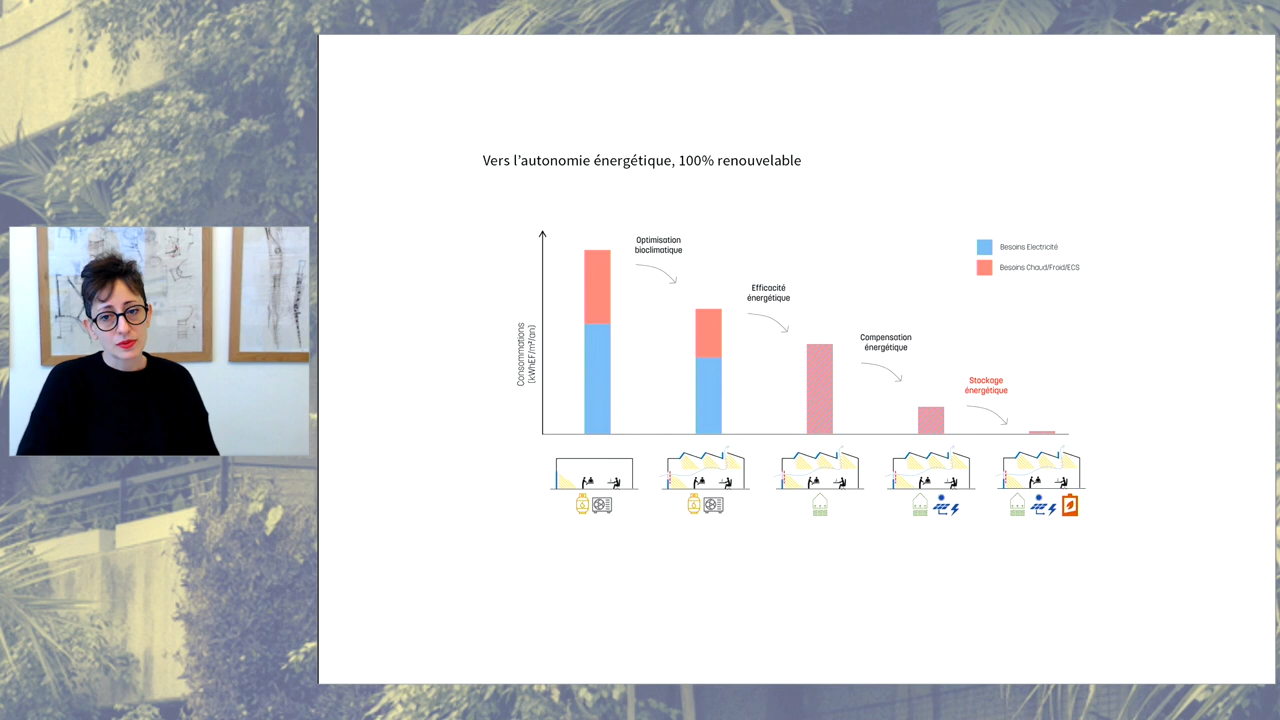 Vers l'autonomie énergétique, 100% renouvelable
Optimisation
bioclimatique
Efficacité
énergétique
Compensation
énergétique
Stockage
énergétique
Besoins Electricité
Besoins Chaud/Froid/ECS
Consommations
(kWhEF/m²/an)